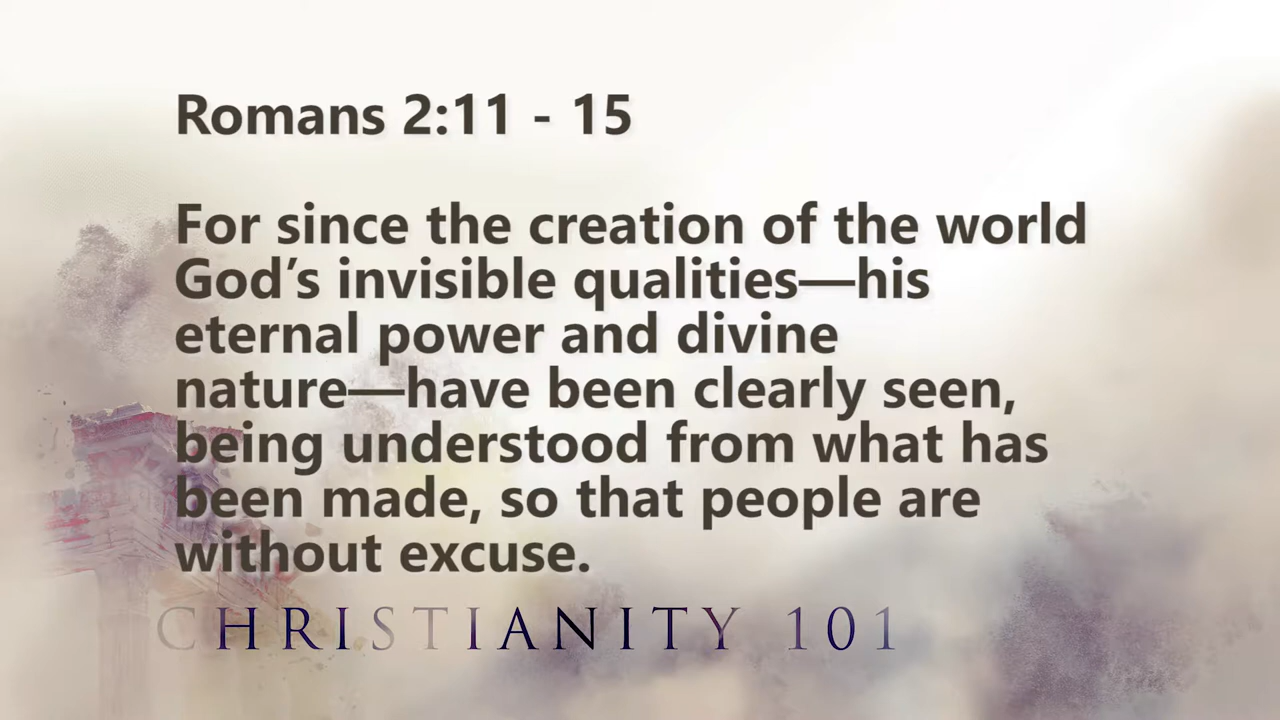 Romans 2:11 - 15
For since the creation of the world
God’s invisible qualities—his
eternal power and divine
nature—have been clearly seen,
being understood from what has
been made, so that people are
without excuse.
CHRISTIANITY 101